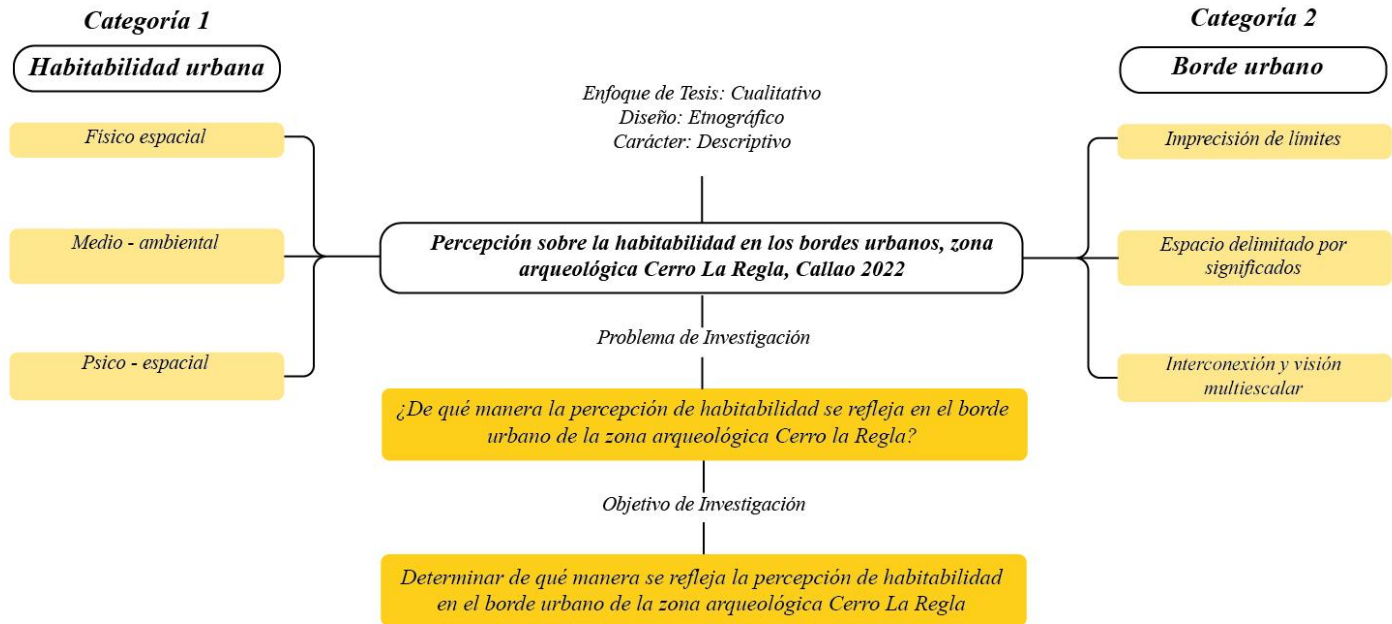 Categoría 1
Habitabilidad urbana
Físico espacial
Medio - ambiental
Psico - espacial
Enfoque de Tesis: Cualitativo
Diseño: Etnográfico
Carácter: Descriptivo
Percepción sobre la habitabilidad en los bordes urbanos, zona
arqueológica Cerro La Regla, Callao 2022
Problema de Investigación
¿De qué manera la percepción de habitabilidad se refleja en el borde
urbano de la zona arqueológica Cerro la Regla?
Objetivo de Investigación
Determinar de qué manera se refleja la percepción de habitabilidad
en el borde urbano de la zona arqueológica Cerro La Regla
Categoría 2
Borde urbano
Imprecisión de límites
Espacio delimitado por
significados
Interconexión y visión
multiescalar